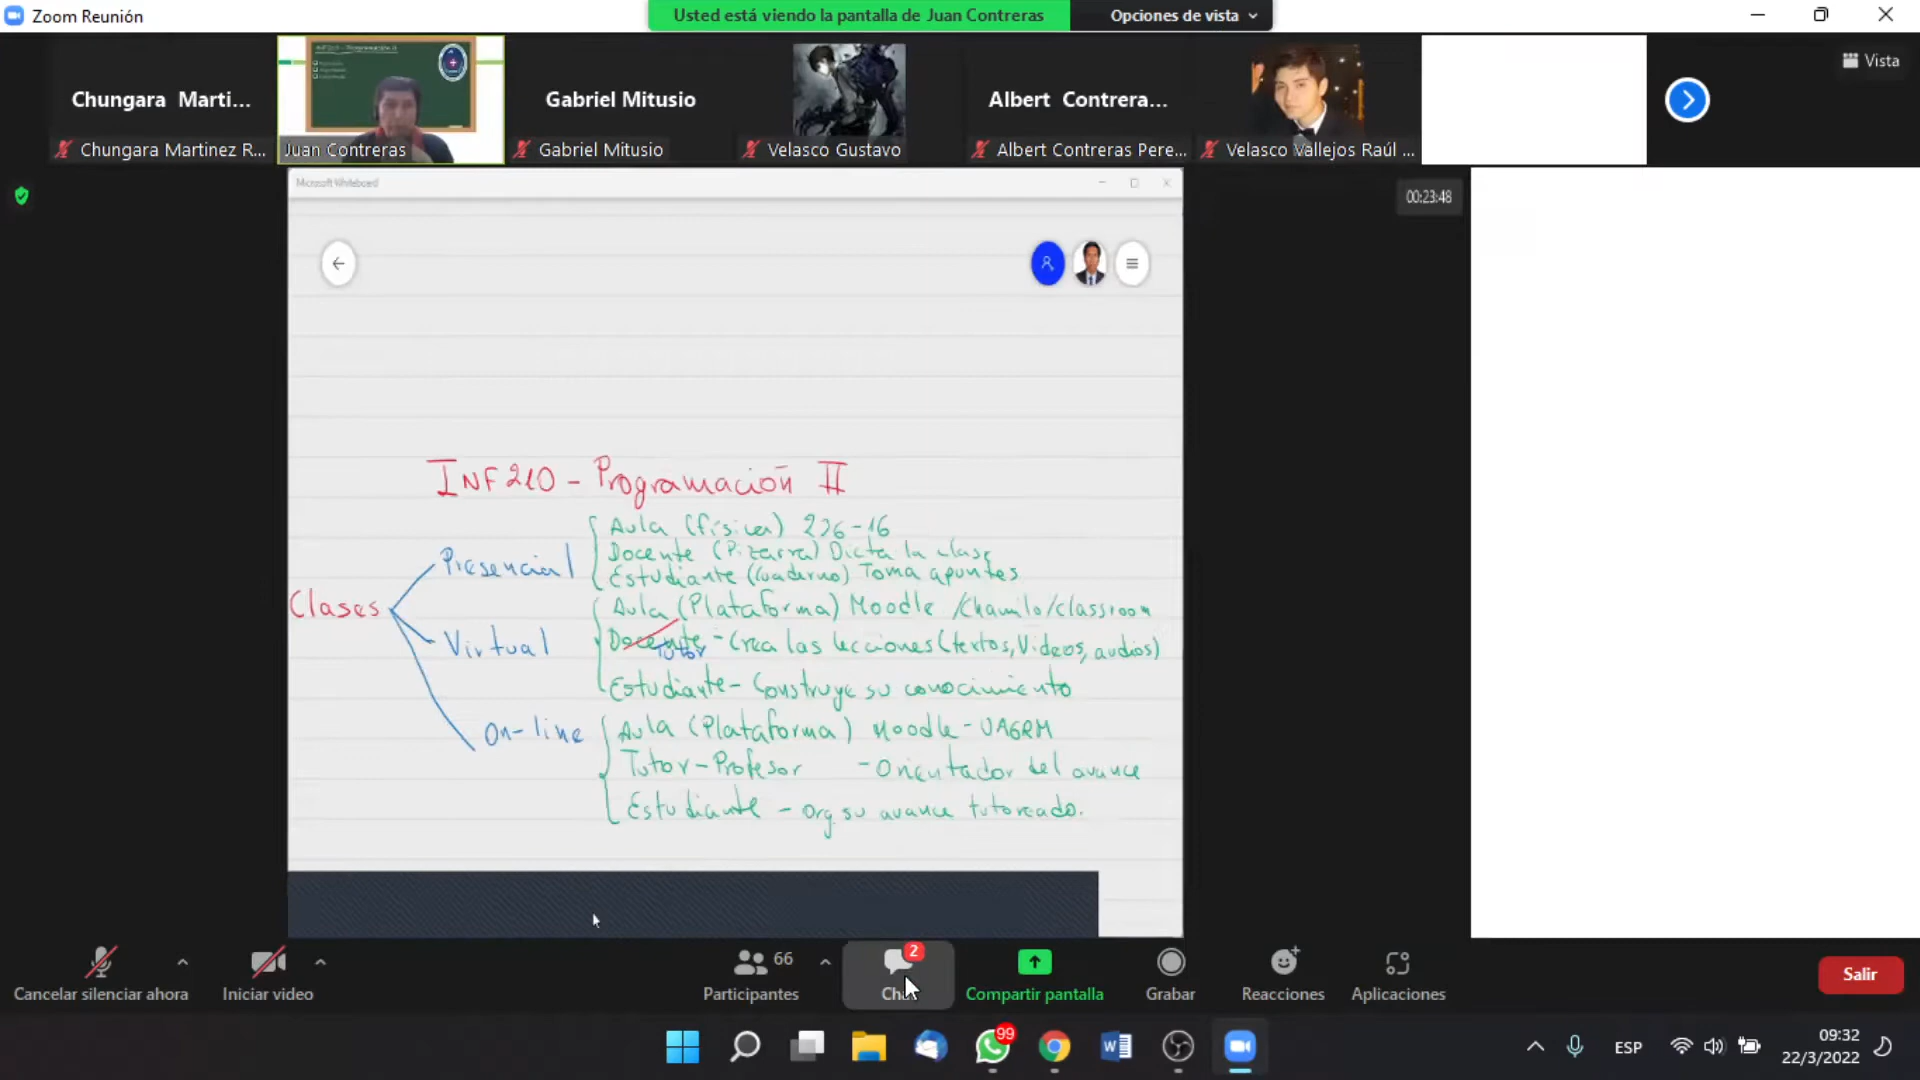 Zoom Reunión
Usted está viendo la pantalla de Juan Contreras
Opciones de vista
Vista
Chungara Marti...
Gabriel Mitusio
Albert Contrera...
Chungara Martinez R...
Juan Contreras
Gabriel Mitusio
Velasco Gustavo
Albert Contreras Pere...
Velasco Vallejos Raúl ...
Microsoft Whiteboard
00:23:48
INF210 - Programación II
Clases
Presencial
Aula (física) 236-16
Docente (Pizarra) Dicta la clase
Estudiante (Cuaderno) Toma apuntes
Virtual
Aula (Plataforma) Moodle /Chamilo/classroom
Docente - Crea las lecciones (textos, Videos, audios)
Tutor
Estudiante - Construye su conocimiento
On-line
Aula (Plataforma) Moodle - UAGRM
Tutor - Profesor - Orientador del avance
Estudiante - org. su avance tutoreado.
Cancelar silenciar ahora
Iniciar video
66
Participantes
2
Compartir pantalla
Grabar
Reacciones
Aplicaciones
Salir
99
ESP
09:32
22/3/2022